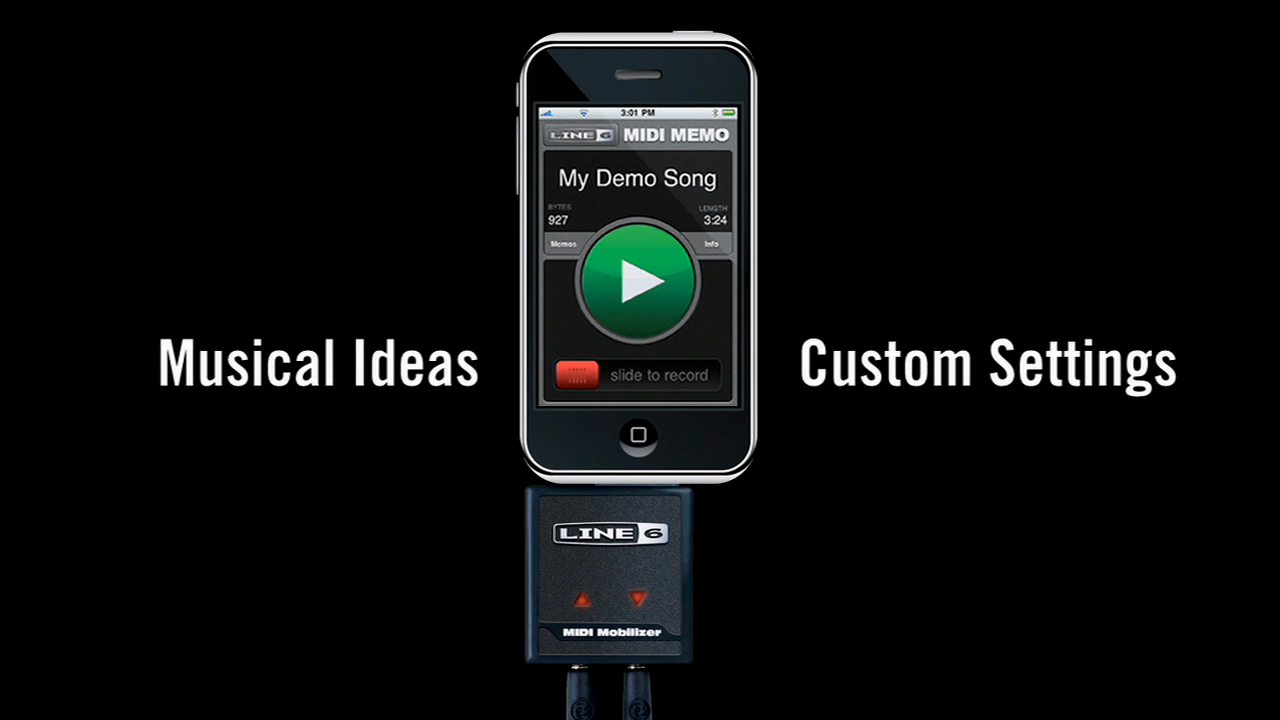 3:01 PM
LINE 6 MIDI MEMO
My Demo Song
BYTES LENGTH
927 3:24
Memos Info
Musical Ideas
Custom Settings
slide to record
LINE 6
MIDI Mobilizer